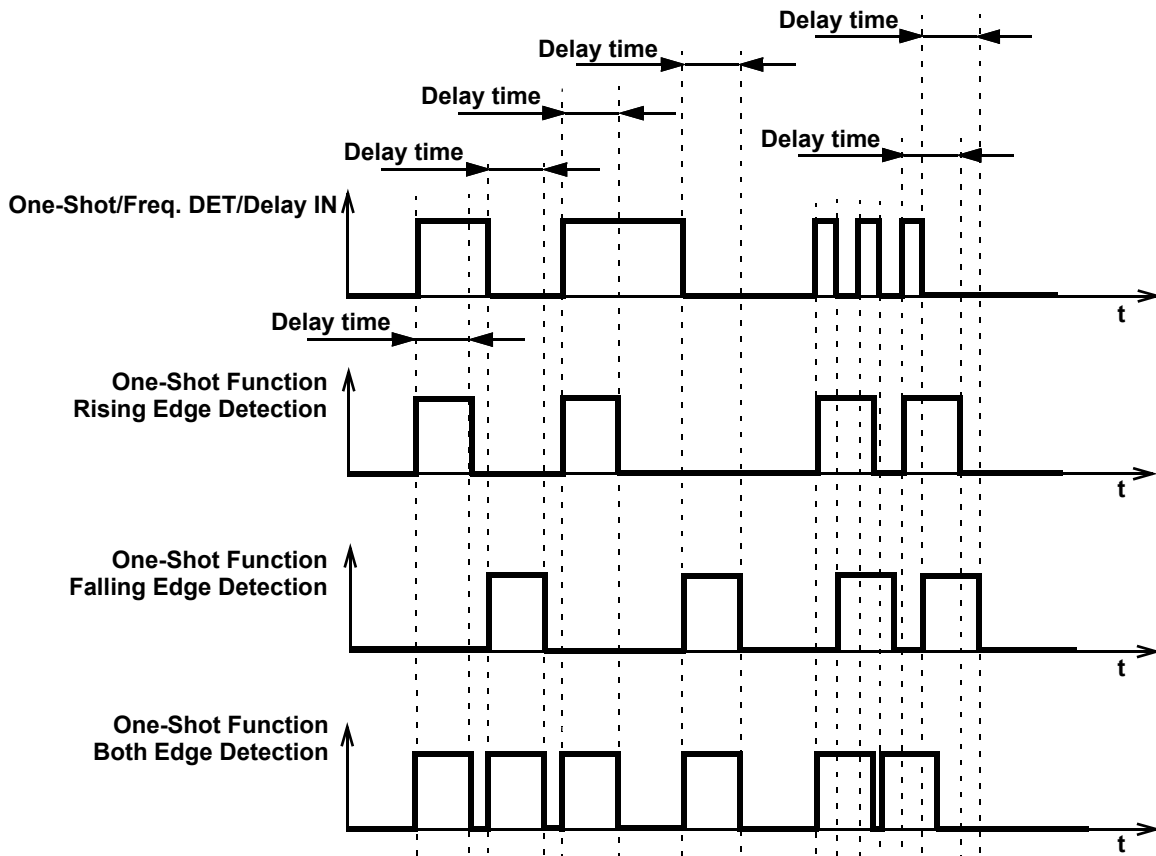 Delay time
Delay time
Delay time
Delay time
Delay time
One-Shot/Freq. DET/Delay IN
t
Delay time
One-Shot Function
Rising Edge Detection
t
One-Shot Function
Falling Edge Detection
t
One-Shot Function
Both Edge Detection
t